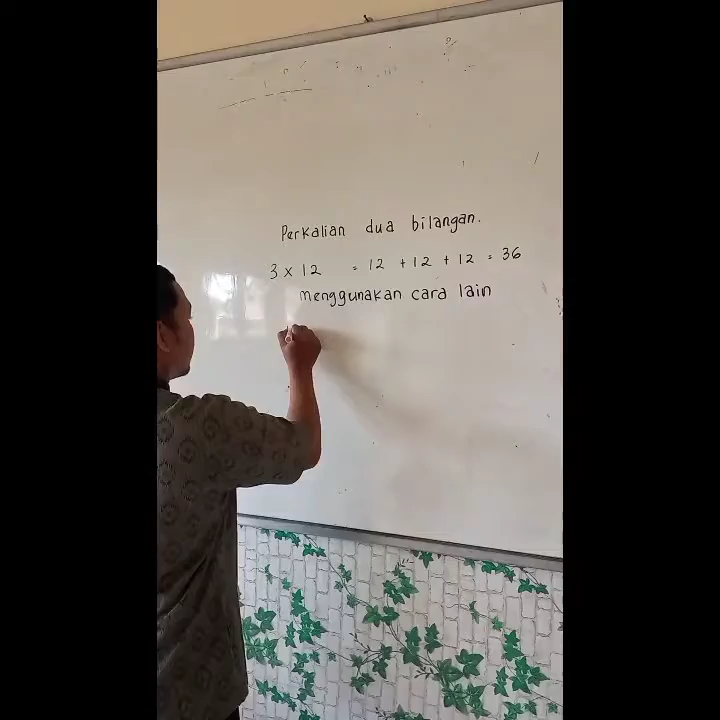 Perkalian dua bilangan.
3 x 12 = 12 + 12 + 12 = 36
menggunakan cara lain